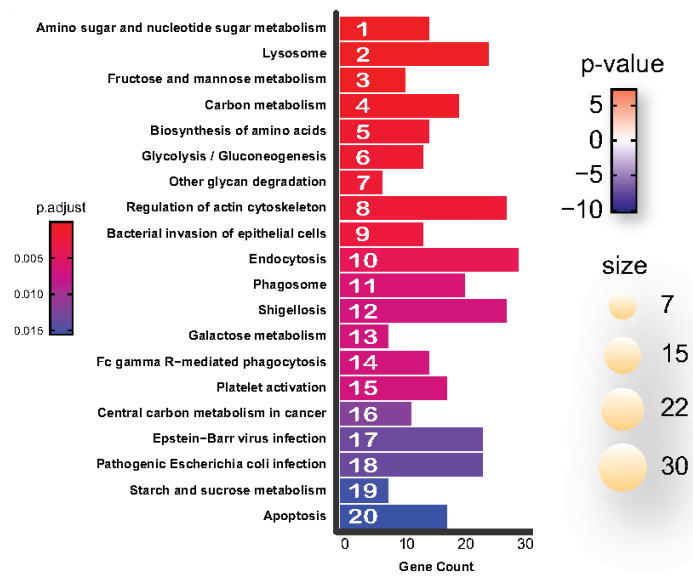 Amino sugar and nucleotide sugar metabolism 1
Lysosome 2
Fructose and mannose metabolism 3
Carbon metabolism 4
Biosynthesis of amino acids 5
Glycolysis / Gluconeogenesis 6
Other glycan degradation 7
Regulation of actin cytoskeleton 8
Bacterial invasion of epithelial cells 9
Endocytosis 10
Phagosome 11
Shigellosis 12
Galactose metabolism 13
Fc gamma R−mediated phagocytosis 14
Platelet activation 15
Central carbon metabolism in cancer 16
Epstein−Barr virus infection 17
Pathogenic Escherichia coli infection 18
Starch and sucrose metabolism 19
Apoptosis 20
0 10 20 30
Gene Count
p.adjust
0.005
0.010
0.015
p-value
5
0
−5
−10
size
7
15
22
30